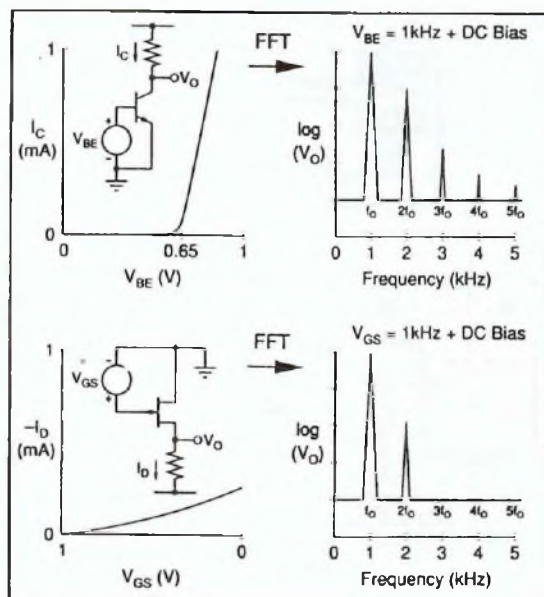 FFT
V_BE = 1kHz + DC Bias
1
I_C
V_O
I_C
(mA)
V_BE
+
-
log
(V_O)
f_O 2f_O 3f_O 4f_O 5f_O
0
0 0.65 1
V_BE (V)
0 1 2 3 4 5
Frequency (kHz)
FFT
V_GS = 1kHz + DC Bias
1
-
V_GS
+
-I_D
(mA)
V_O
I_D
log
(V_O)
f_O 2f_O 3f_O 4f_O 5f_O
0
1 0
V_GS (V)
0 1 2 3 4 5
Frequency (kHz)